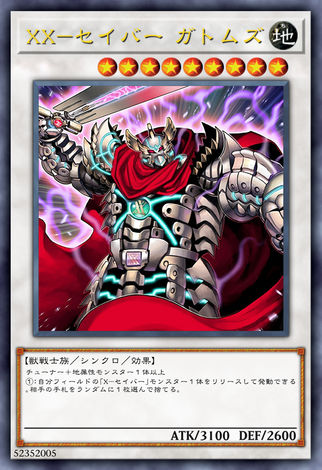 XX－セイバー ガトムズ
地
ち
【獣戦士族／シンクロ／効果】
チューナー＋地属性モンスター１体以上
①：自分フィールドの「X－セイバー」モンスター１体をリリースして発動できる。
相手の手札をランダムに１枚選んで捨てる。
ATK/3100 DEF/2600
52352005